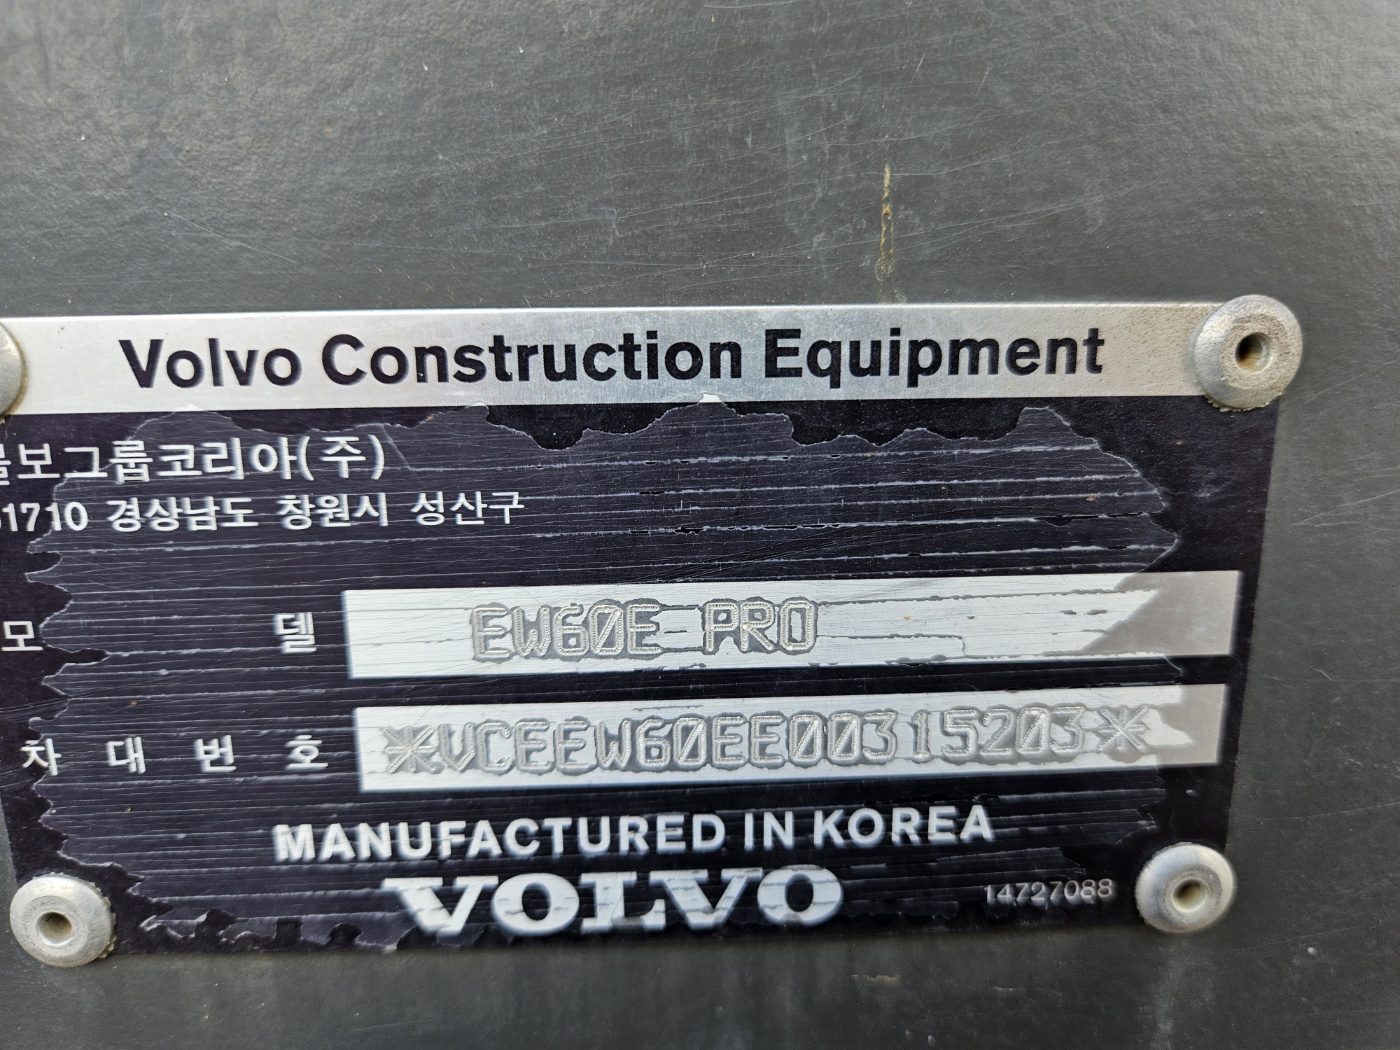 Volvo Construction Equipment
볼보그룹코리아(주)
51710 경상남도 창원시 성산구
모 델 EW60E PRO
차 대 번 호 *VCEEW60EE00315203*
MANUFACTURED IN KOREA
VOLVO
14727088